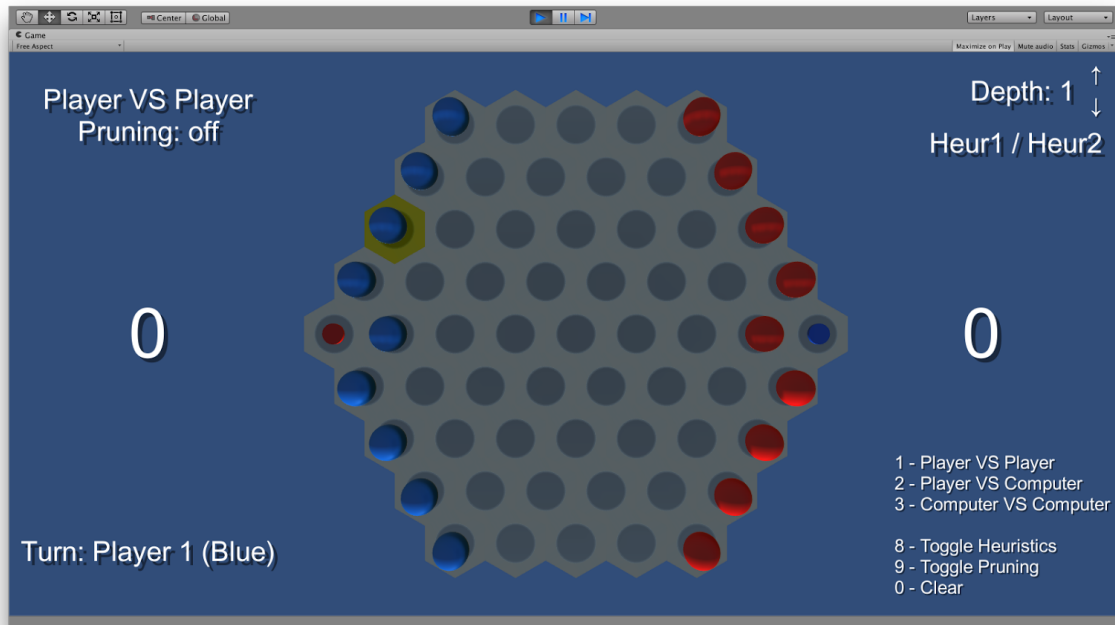 Center Global
Layers Layout
Game
Free Aspect
Maximize on Play Mute audio Stats Gizmos
Player VS Player
Pruning: off
Depth: 1 ↑
↓
Heur1 / Heur2
0
0
Turn: Player 1 (Blue)
1 - Player VS Player
2 - Player VS Computer
3 - Computer VS Computer
8 - Toggle Heuristics
9 - Toggle Pruning
0 - Clear